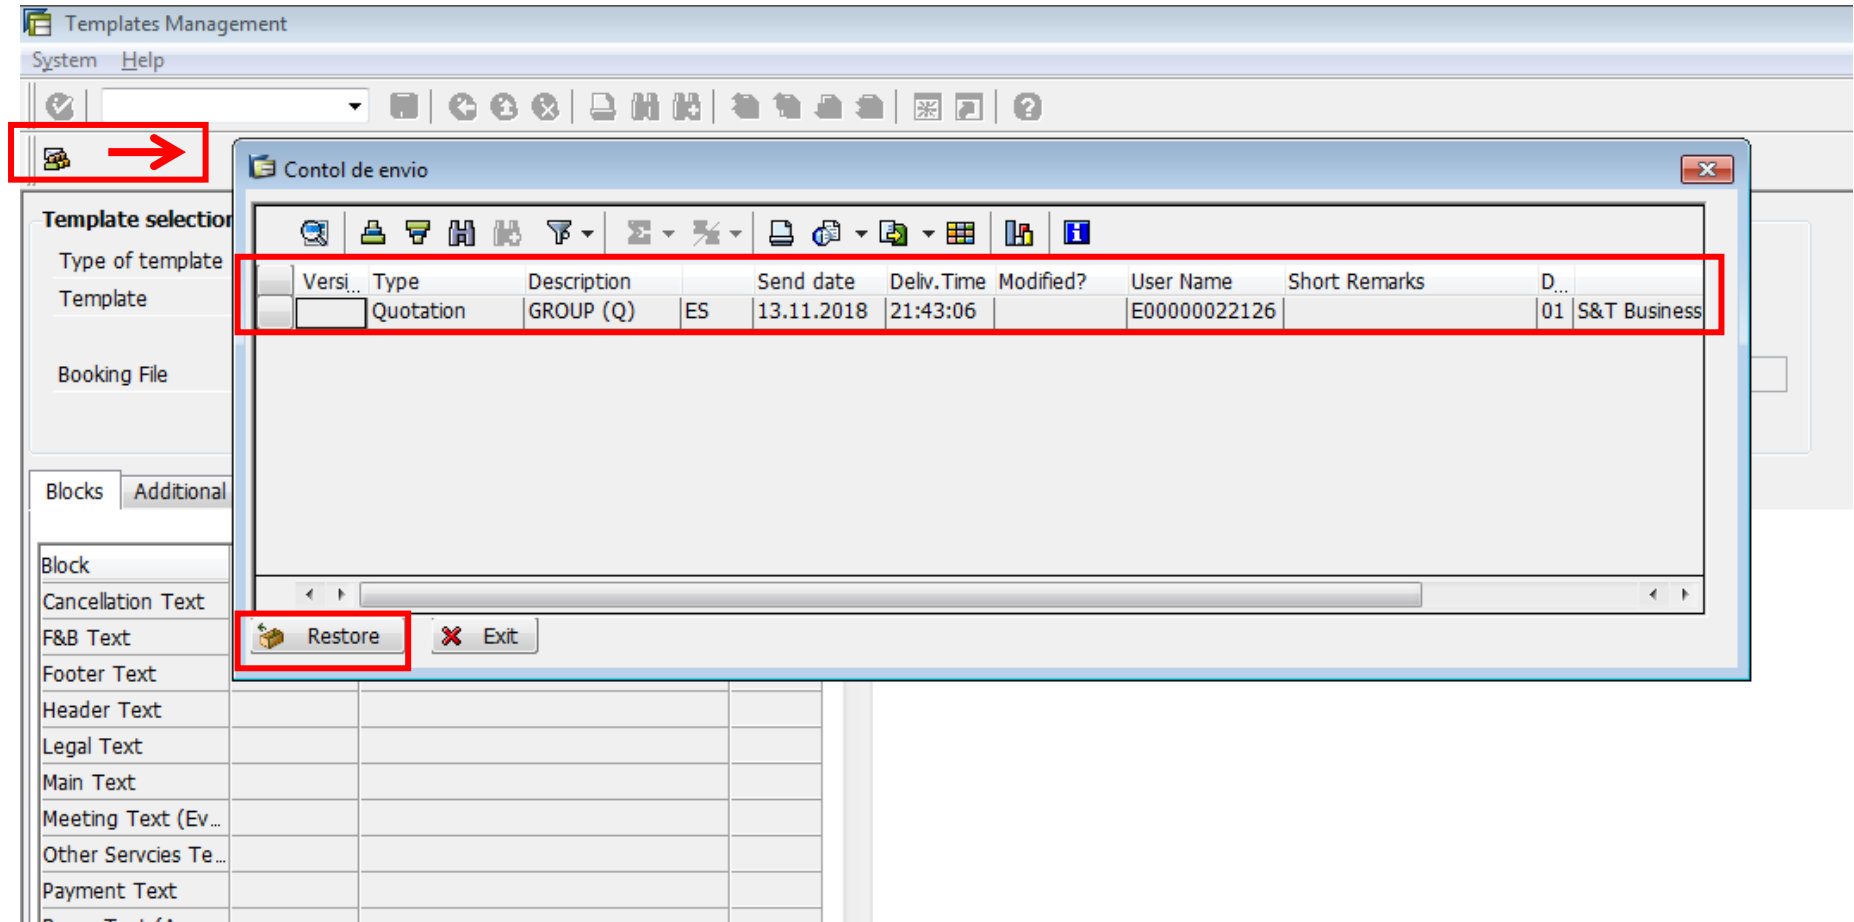 Templates Management
System Help
Contol de envio
Template selection
Type of template
Template
Booking File
Versi... Type Description Send date Deliv.Time Modified? User Name Short Remarks D...
Quotation GROUP (Q) ES 13.11.2018 21:43:06 E00000022126 01 S&T Business
Blocks Additional
Block
Cancellation Text
F&B Text
Restore Exit
Footer Text
Header Text
Legal Text
Main Text
Meeting Text (Ev...
Other Servcies Te...
Payment Text